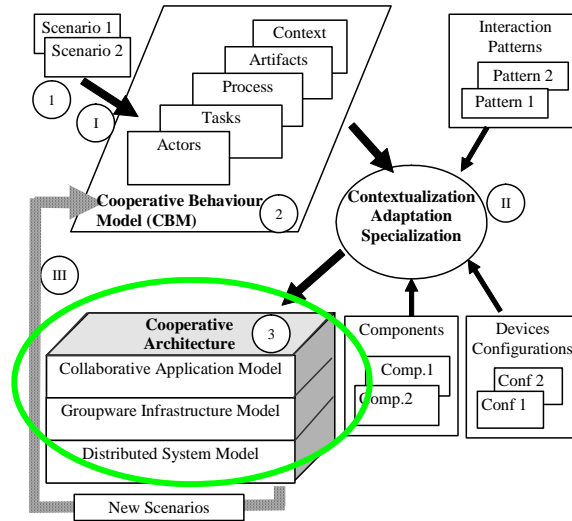 Scenario 1
Scenario 2
1
I
Context
Artifacts
Process
Tasks
Actors
Cooperative Behaviour
Model (CBM)
2
Interaction
Patterns
Pattern 2
Pattern 1
Contextualization
Adaptation
Specialization
II
III
Cooperative
Architecture
3
Collaborative Application Model
Groupware Infrastructure Model
Distributed System Model
Components
Comp.1
Comp.2
Devices
Configurations
Conf 2
Conf 1
New Scenarios